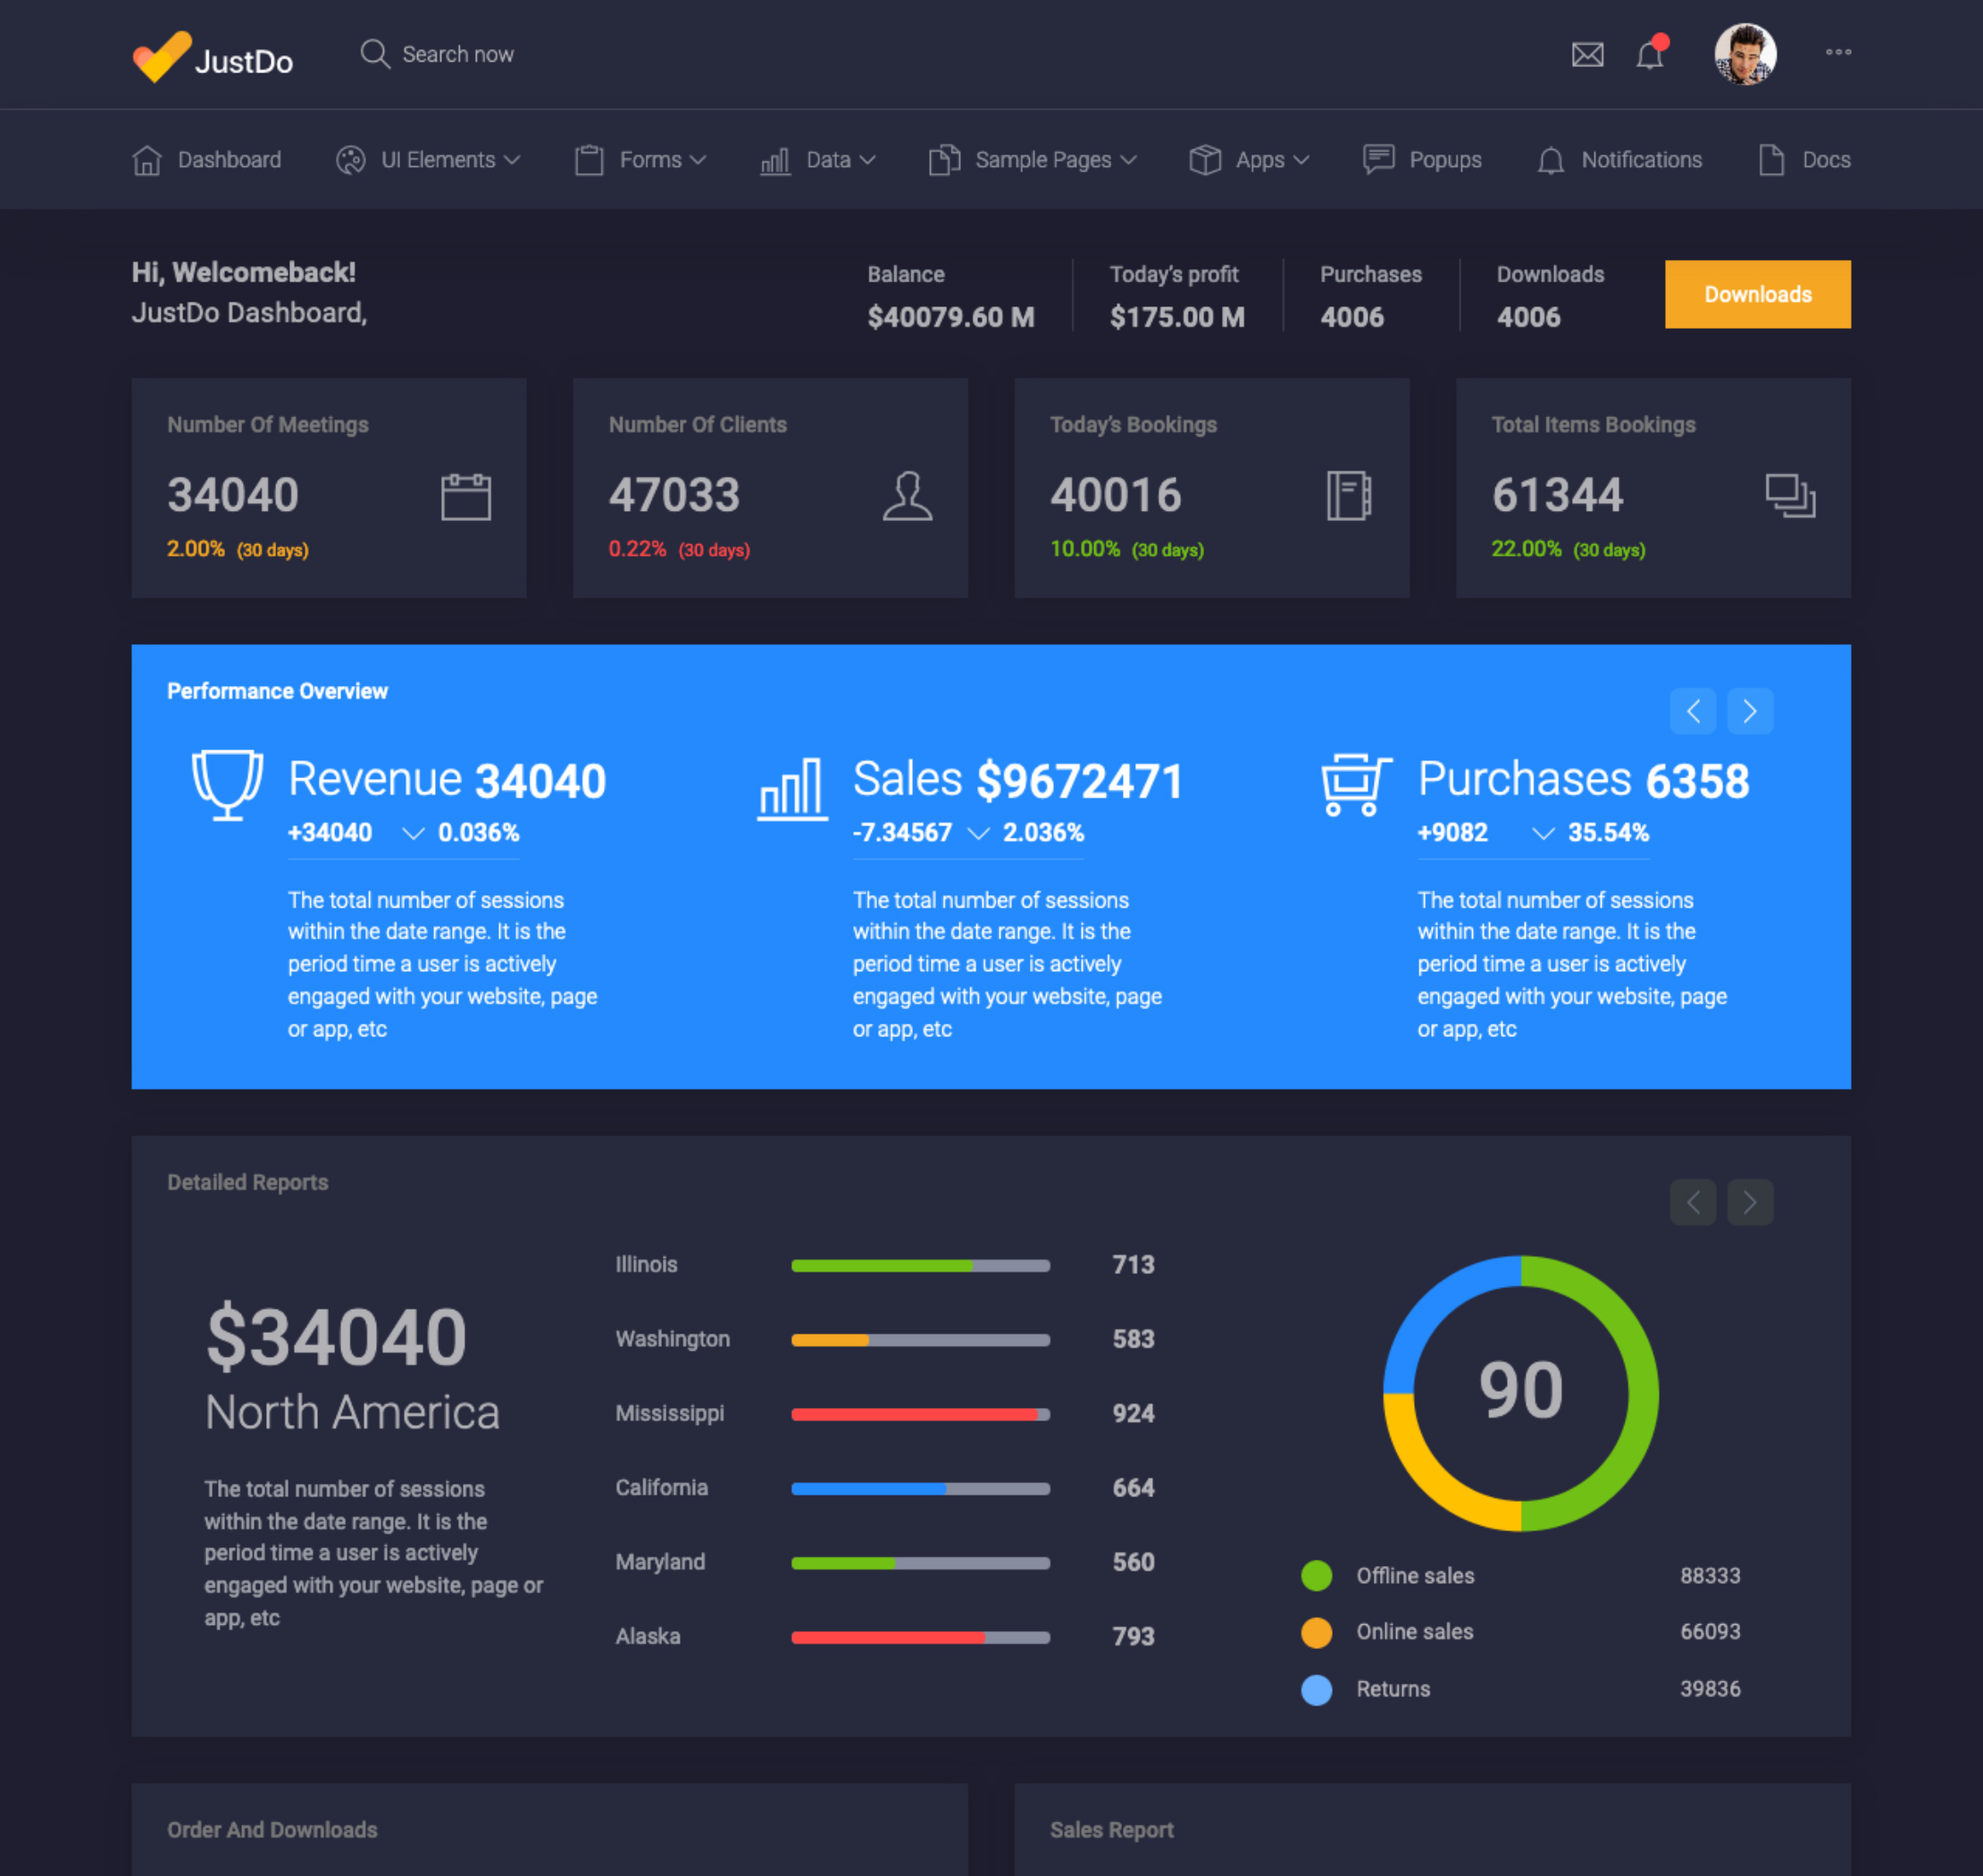 JustDo
Search now
Dashboard
UI Elements
Forms
Data
Sample Pages
Apps
Popups
Notifications
Docs
Hi, Welcomeback!
JustDo Dashboard,
Balance
$40079.60 M
Today's profit
$175.00 M
Purchases
4006
Downloads
4006
Downloads
Number Of Meetings
34040
2.00% (30 days)
Number Of Clients
47033
0.22% (30 days)
Today's Bookings
40016
10.00% (30 days)
Total Items Bookings
61344
22.00% (30 days)
Performance Overview
Revenue 34040
+34040 0.036%
The total number of sessions
within the date range. It is the
period time a user is actively
engaged with your website, page
or app, etc
Sales $9672471
-7.34567 2.036%
The total number of sessions
within the date range. It is the
period time a user is actively
engaged with your website, page
or app, etc
Purchases 6358
+9082 35.54%
The total number of sessions
within the date range. It is the
period time a user is actively
engaged with your website, page
or app, etc
Detailed Reports
$34040
North America
The total number of sessions
within the date range. It is the
period time a user is actively
engaged with your website, page or
app, etc
Illinois 713
Washington 583
Mississippi 924
California 664
Maryland 560
Alaska 793
90
Offline sales 88333
Online sales 66093
Returns 39836
Order And Downloads
Sales Report